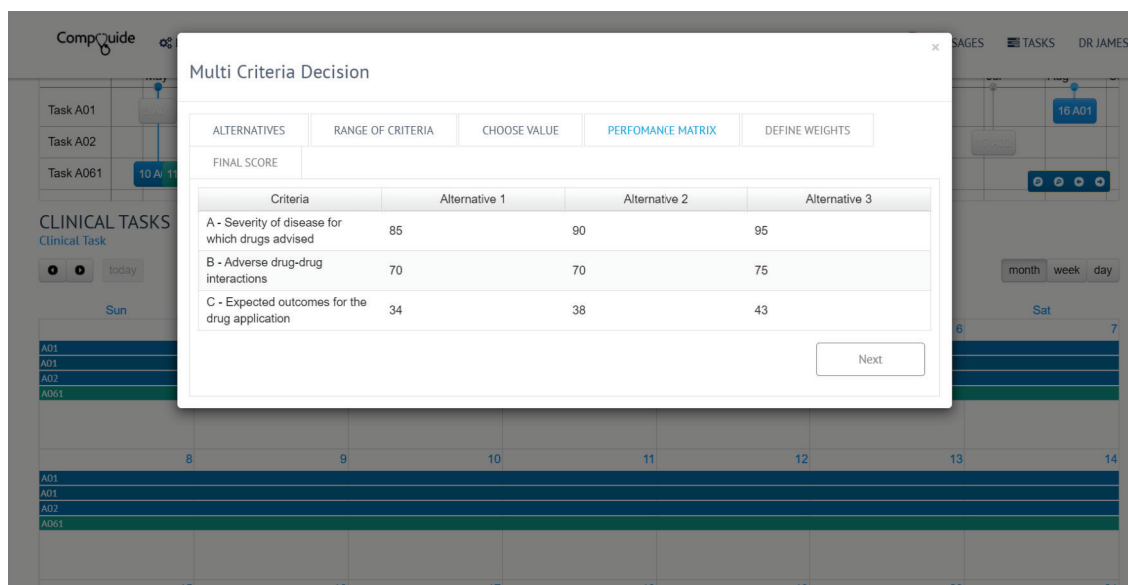 Compguide
SAGES
TASKS
DR JAMES
Multi Criteria Decision
×
ALTERNATIVES
RANGE OF CRITERIA
CHOOSE VALUE
PERFOMANCE MATRIX
DEFINE WEIGHTS
FINAL SCORE
Criteria Alternative 1 Alternative 2 Alternative 3
A - Severity of disease for
which drugs advised
85 90 95
B - Adverse drug-drug
interactions
70 70 75
C - Expected outcomes for the
drug application
34 38 43
Next
Task A01
16 A01
Task A02
Task A061
10 A 11
CLINICAL TASKS
Clinical Task
today
month week day
Sun Sat
6 7
A01
A01
A02
A061
8 9 10 11 12 13 14
A01
A01
A02
A061